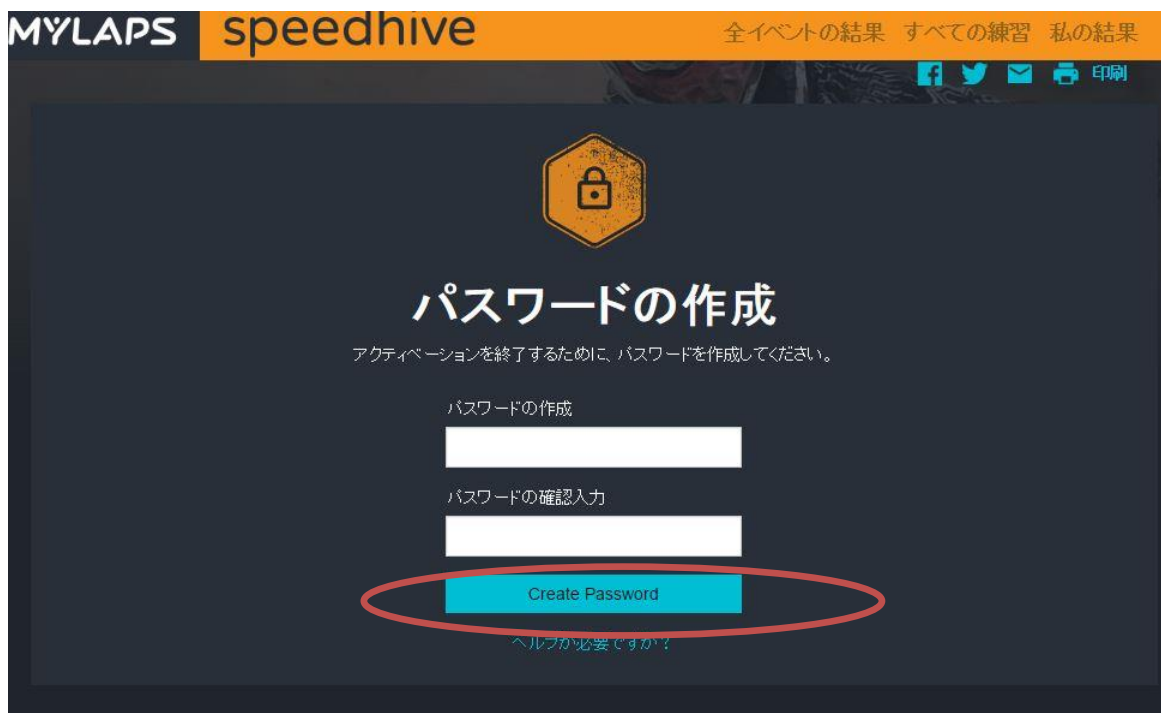 MYLAPS speedhive 全イベントの結果 すべての練習 私の結果
印刷
パスワードの作成
アクティベーションを終了するために、パスワードを作成してください。
パスワードの作成
パスワードの確認入力
Create Password
ヘルプが必要ですか？